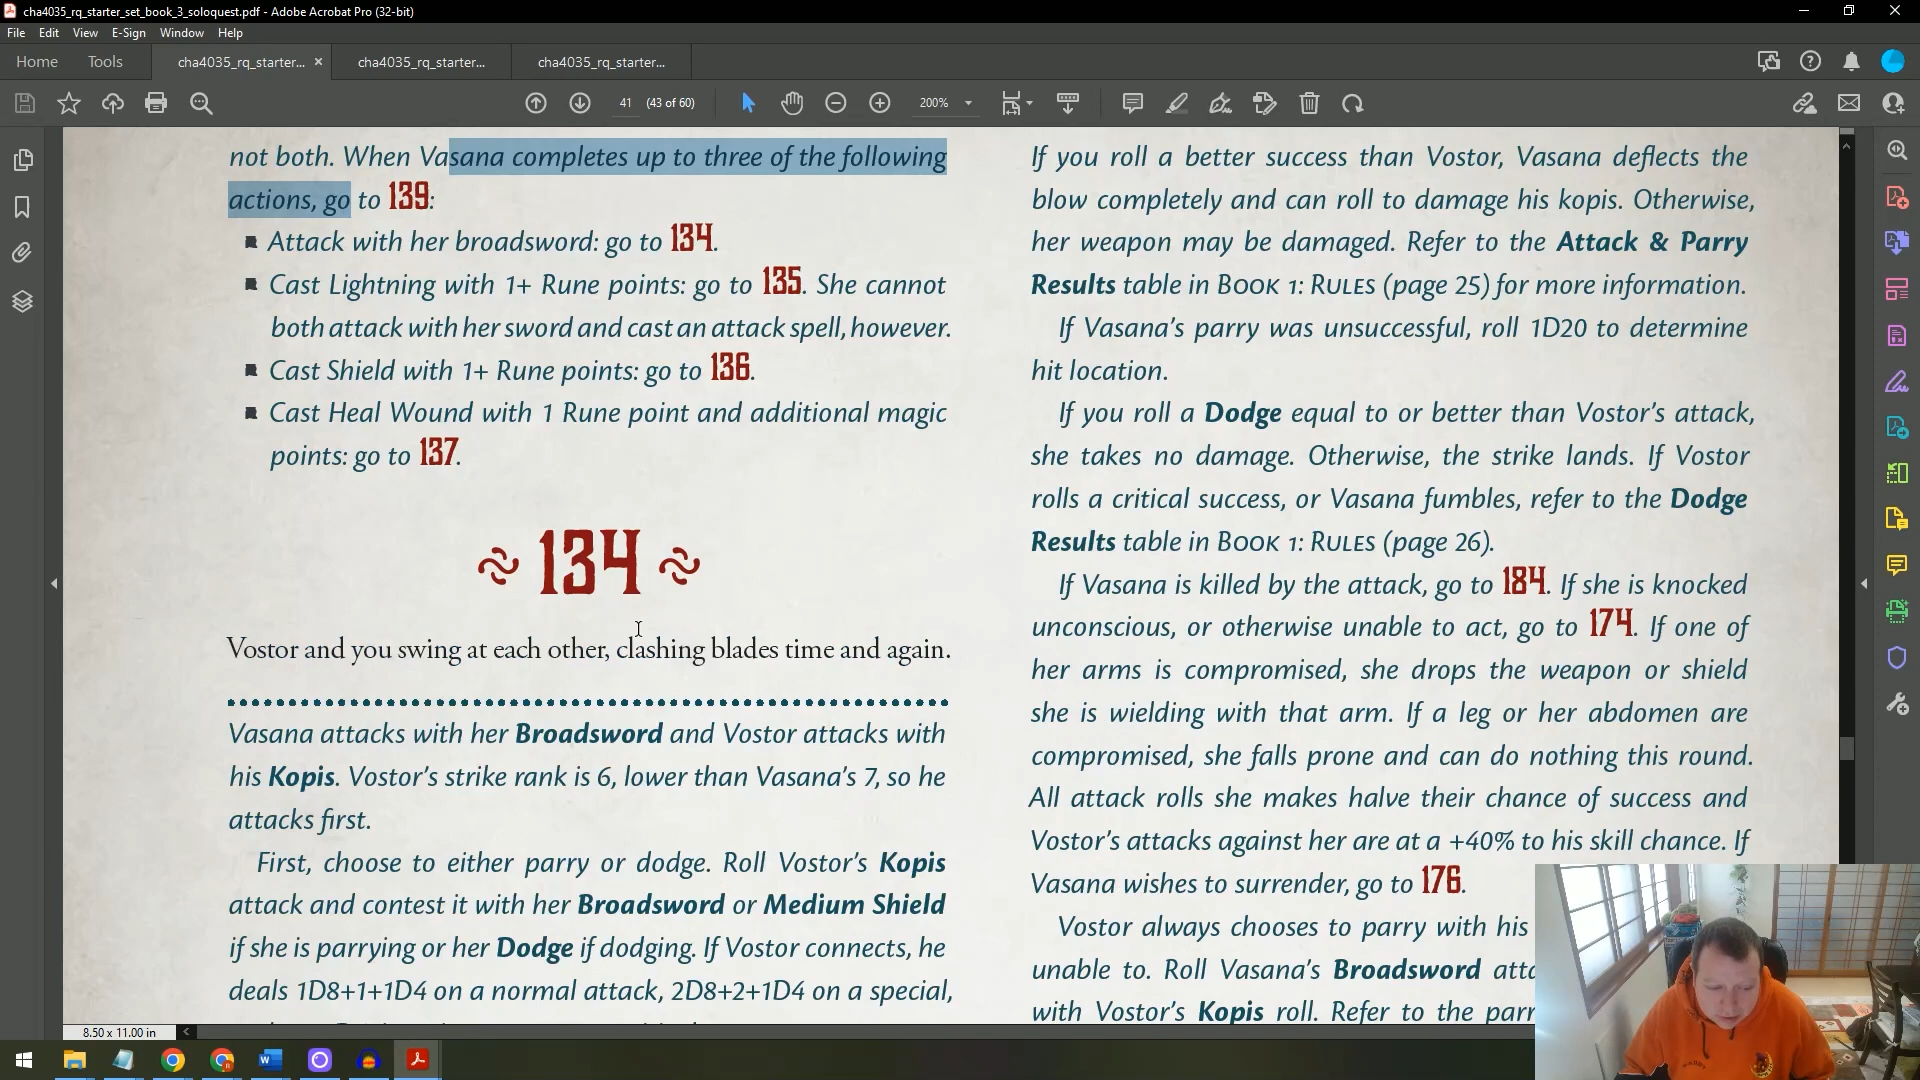 cha4035_rq_starter_set_book_3_soloquest.pdf - Adobe Acrobat Pro (32-bit)
File Edit View E-Sign Window Help
Home Tools cha4035_rq_starter... × cha4035_rq_starter... cha4035_rq_starter...
41 (43 of 60) 200%
not both. When Vasana completes up to three of the following
actions, go to 139:
Attack with her broadsword: go to 134.
Cast Lightning with 1+ Rune points: go to 135. She cannot
both attack with her sword and cast an attack spell, however.
Cast Shield with 1+ Rune points: go to 136.
Cast Heal Wound with 1 Rune point and additional magic
points: go to 137.
134
Vostor and you swing at each other, clashing blades time and again.
Vasana attacks with her Broadsword and Vostor attacks with
his Kopis. Vostor's strike rank is 6, lower than Vasana's 7, so he
attacks first.
First, choose to either parry or dodge. Roll Vostor's Kopis
attack and contest it with her Broadsword or Medium Shield
if she is parrying or her Dodge if dodging. If Vostor connects, he
deals 1D8+1+1D4 on a normal attack, 2D8+2+1D4 on a special,
If you roll a better success than Vostor, Vasana deflects the
blow completely and can roll to damage his kopis. Otherwise,
her weapon may be damaged. Refer to the Attack & Parry
Results table in Book 1: Rules (page 25) for more information.
If Vasana's parry was unsuccessful, roll 1D20 to determine
hit location.
If you roll a Dodge equal to or better than Vostor's attack,
she takes no damage. Otherwise, the strike lands. If Vostor
rolls a critical success, or Vasana fumbles, refer to the Dodge
Results table in Book 1: Rules (page 26).
If Vasana is killed by the attack, go to 184. If she is knocked
unconscious, or otherwise unable to act, go to 174. If one of
her arms is compromised, she drops the weapon or shield
she is wielding with that arm. If a leg or her abdomen are
compromised, she falls prone and can do nothing this round.
All attack rolls she makes halve their chance of success and
Vostor's attacks against her are at a +40% to his skill chance. If
Vasana wishes to surrender, go to 176.
Vostor always chooses to parry with his
unable to. Roll Vasana's Broadsword
with Vostor's Kopis roll. Refer to the
8.50 x 11.00 in